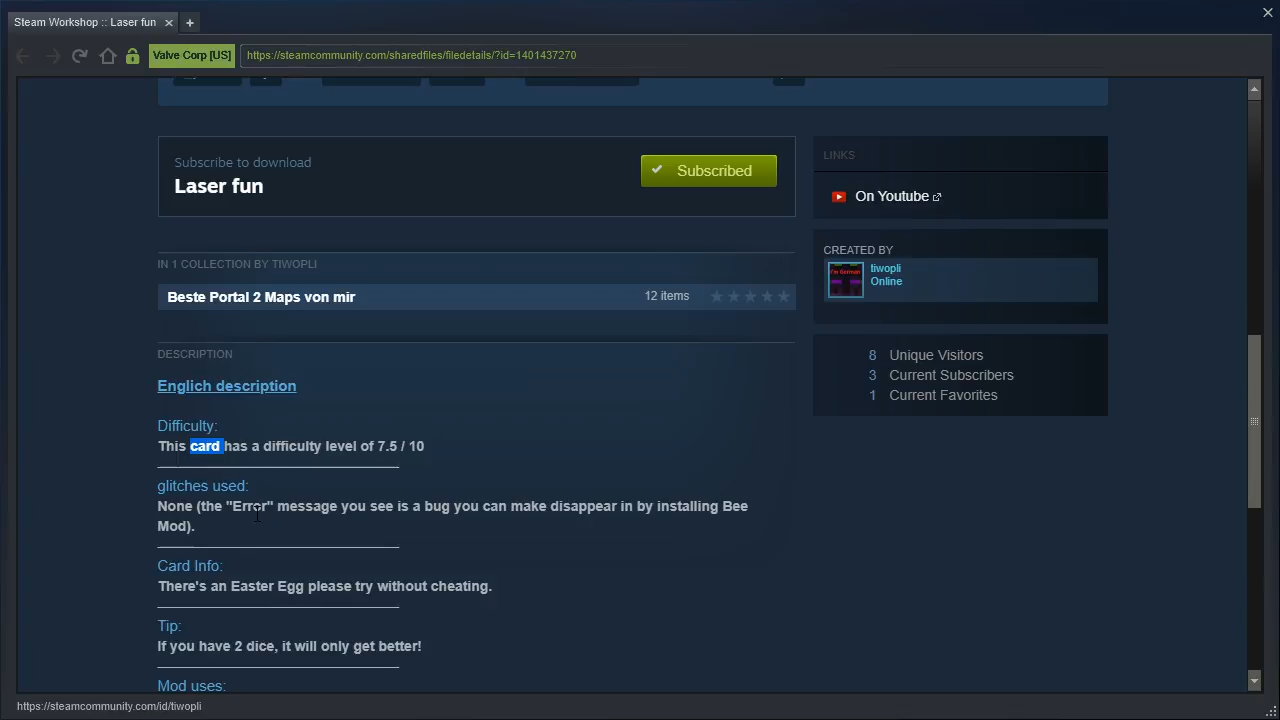 Steam Workshop :: Laser fun
Valve Corp [US]
https://steamcommunity.com/sharedfiles/filedetails/?id=1401437270
Subscribe to download
Laser fun
Subscribed
IN 1 COLLECTION BY TIWOPLI
Beste Portal 2 Maps von mir
12 items
DESCRIPTION
Englich description
Difficulty:
This card has a difficulty level of 7.5 / 10
glitches used:
None (the "Error" message you see is a bug you can make disappear in by installing Bee
Mod).
Card Info:
There's an Easter Egg please try without cheating.
Tip:
If you have 2 dice, it will only get better!
Mod uses:
LINKS
On Youtube
CREATED BY
I'm German
tiwopli
Online
8 Unique Visitors
3 Current Subscribers
1 Current Favorites
https://steamcommunity.com/id/tiwopli